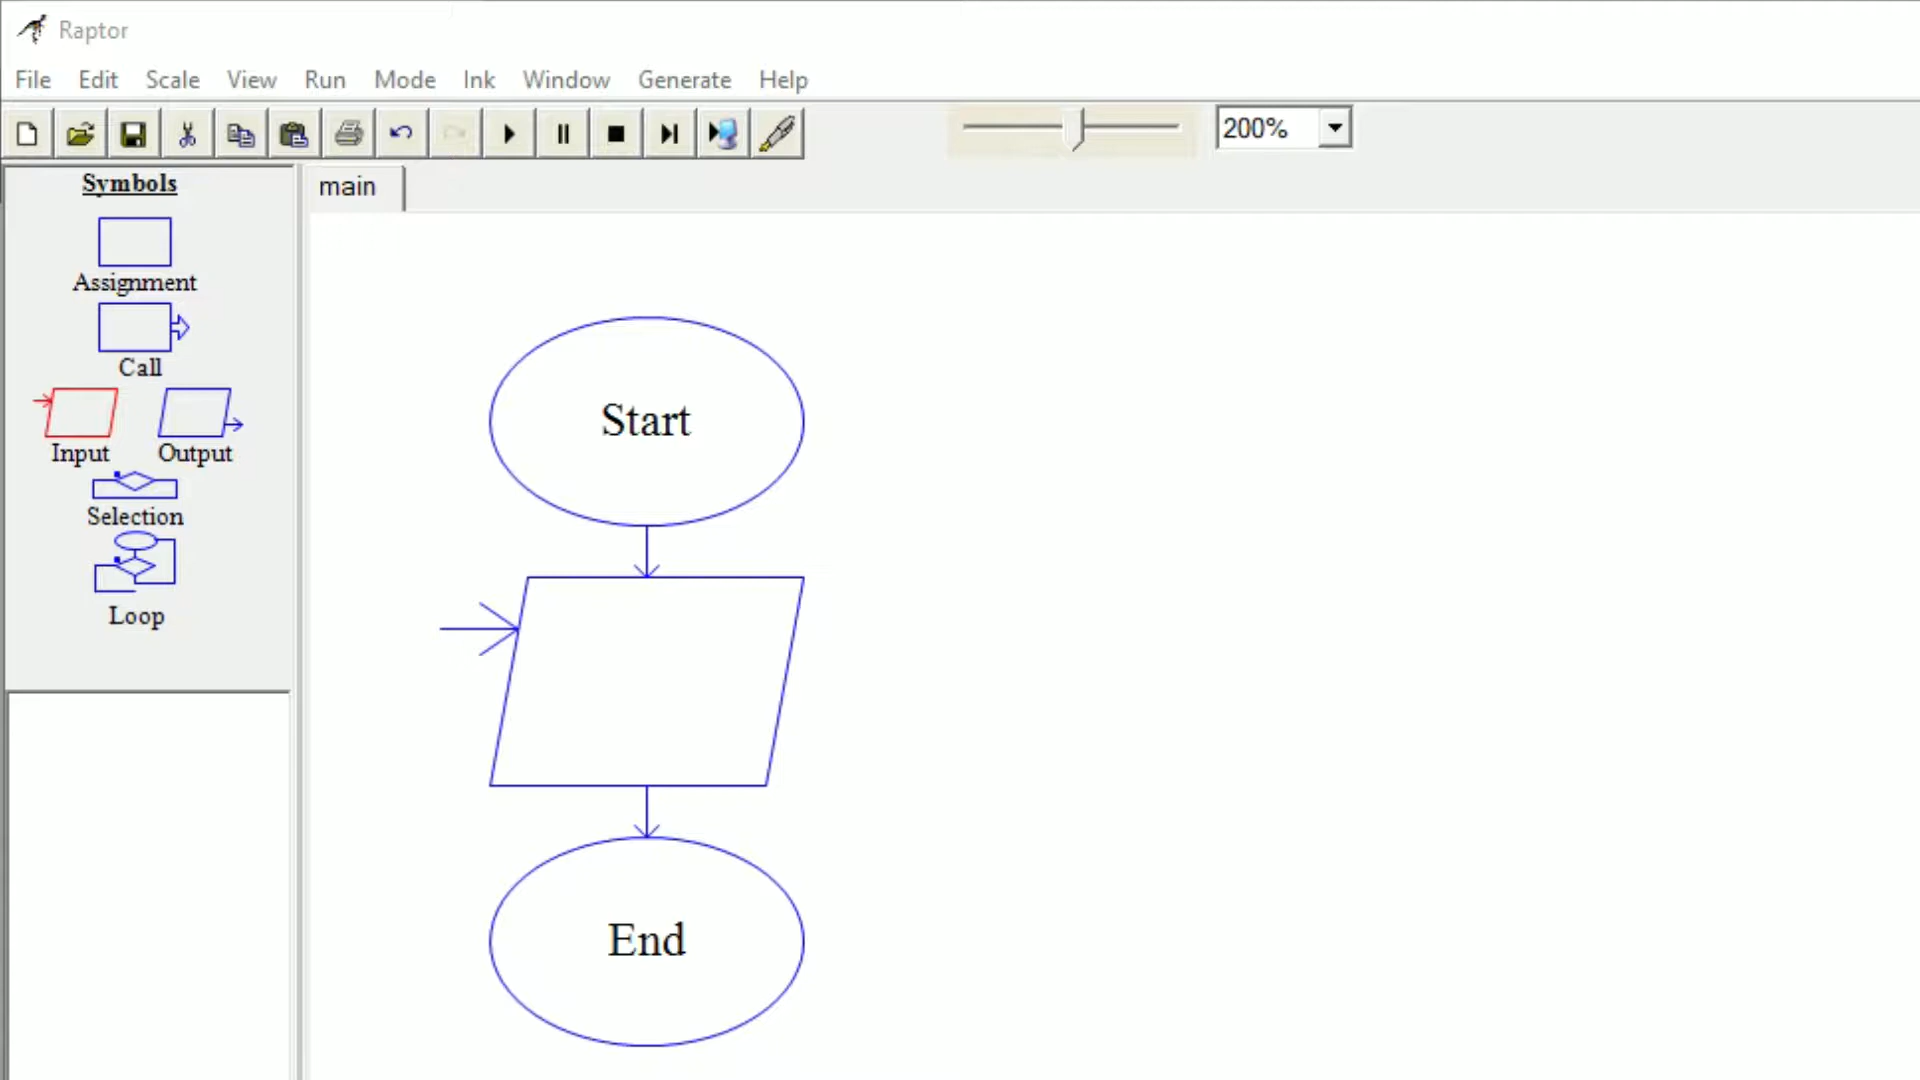 Raptor
File Edit Scale View Run Mode Ink Window Generate Help
200%
Symbols
main
Assignment
Call
Input Output
Selection
Loop
Start
End